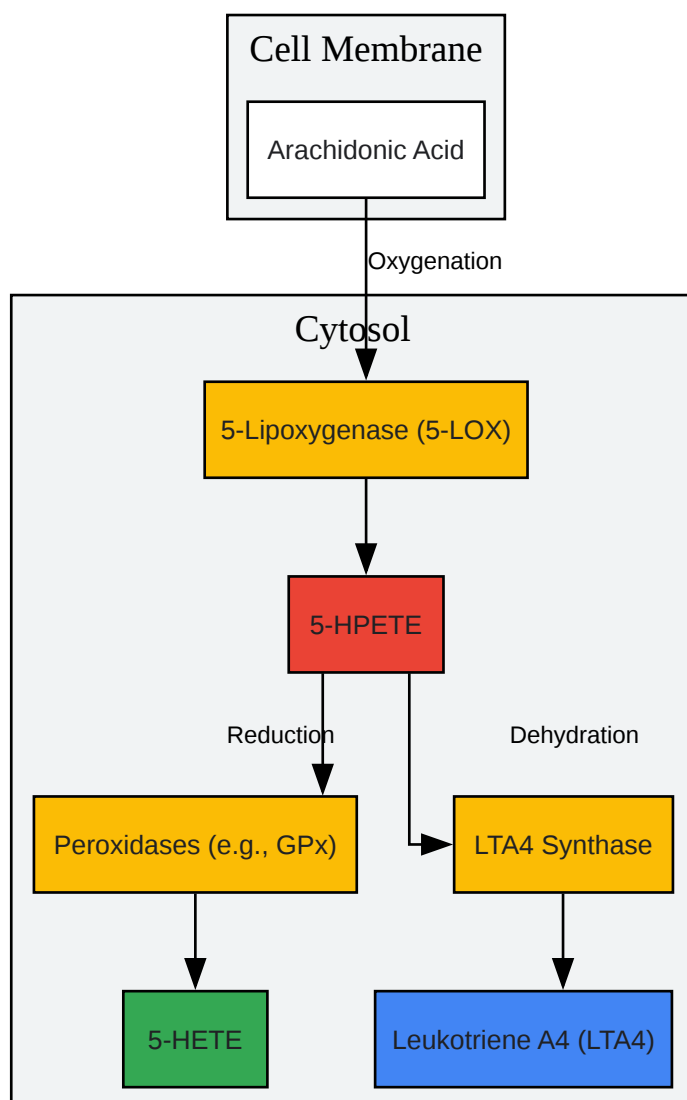 Cell Membrane
Arachidonic Acid
Oxygenation
Cytosol
5-Lipoxygenase (5-LOX)
5-HPETE
Reduction
Dehydration
Peroxidases (e.g., GPx)
LTA4 Synthase
5-HETE
Leukotriene A4 (LTA4)